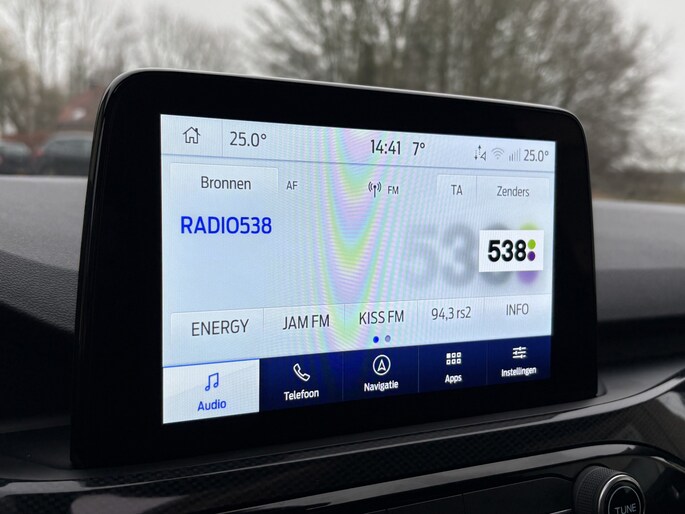 25.0°
14:41 7°
25.0°
Bronnen
AF
FM
TA
Zenders
RADIO538
538
538
ENERGY
JAM FM
KISS FM
94,3 rs2
INFO
Audio
Telefoon
Navigatie
Apps
Instellingen
TUNE